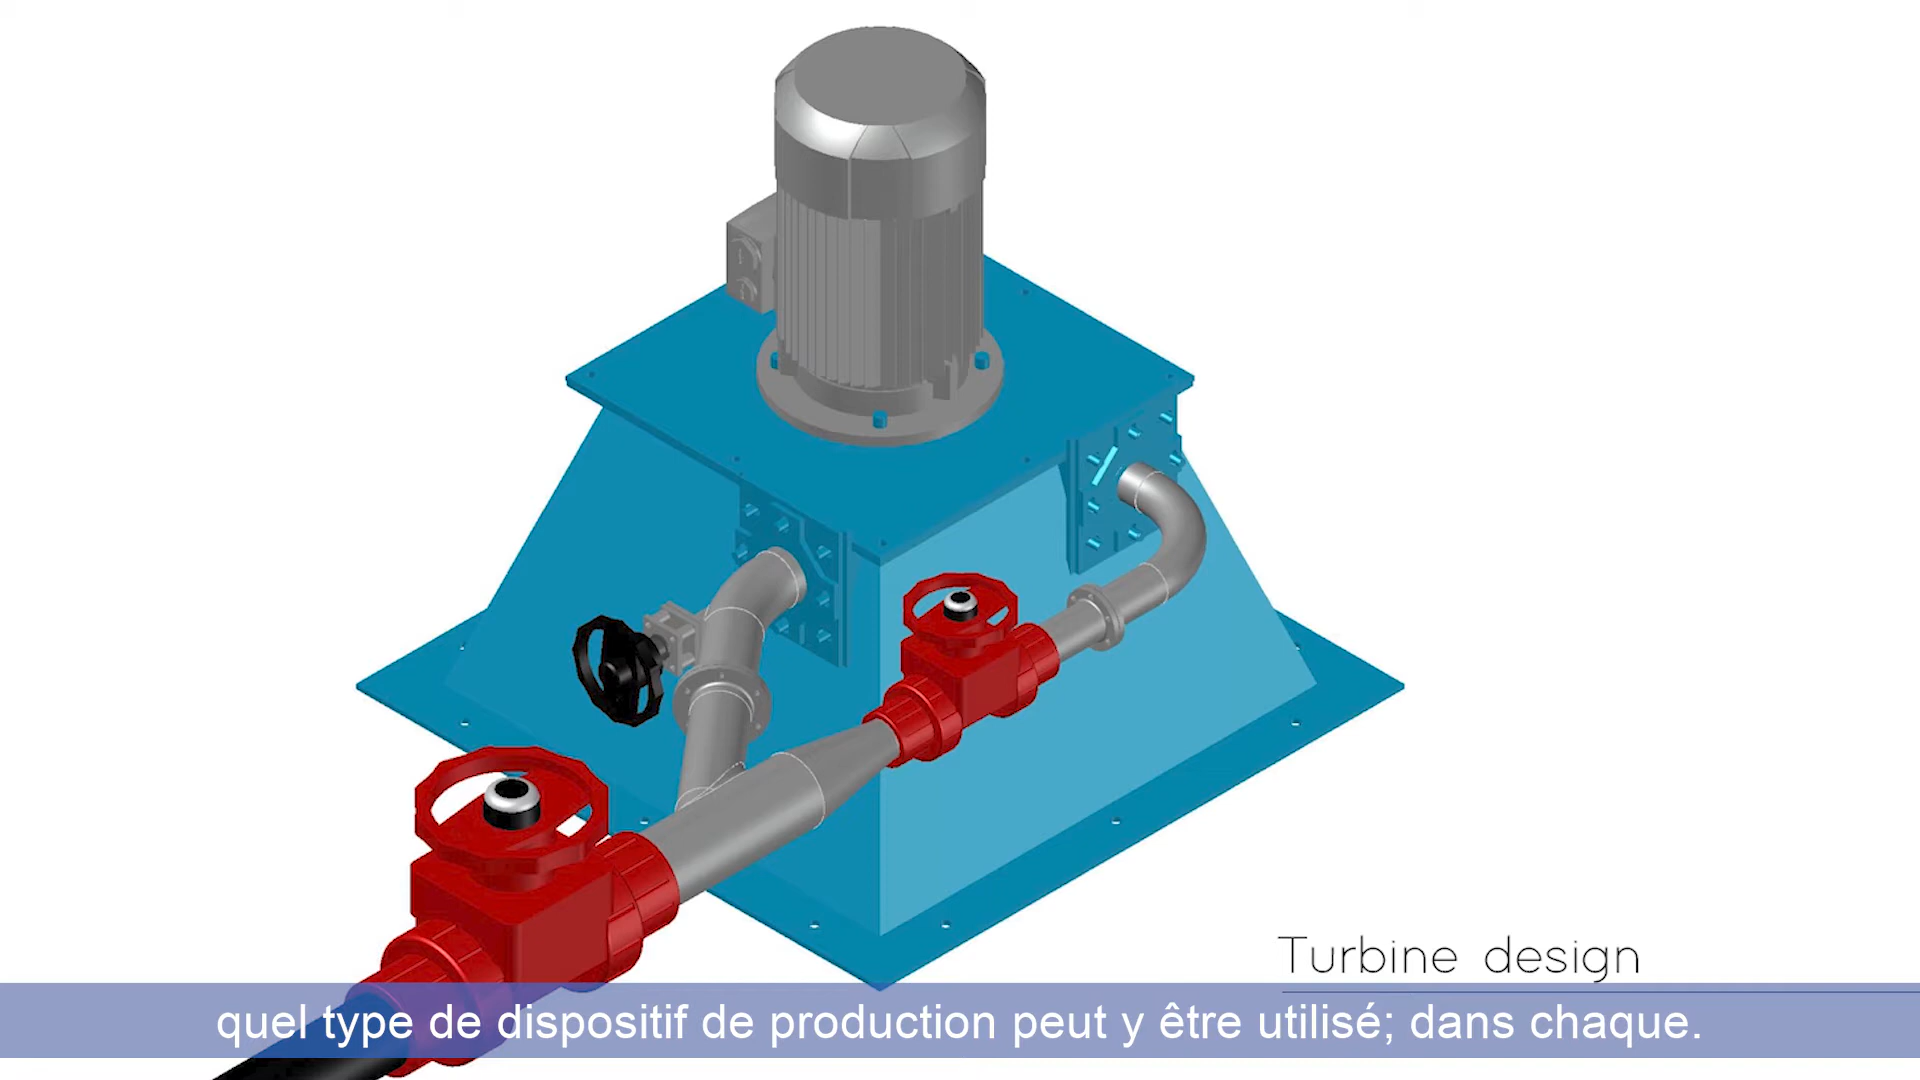 Turbine design
quel type de dispositif de production peut y être utilisé; dans chaque.